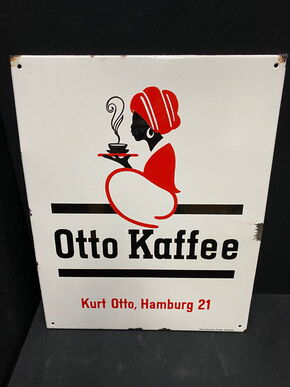 Otto Kaffee
Kurt Otto, Hamburg 21